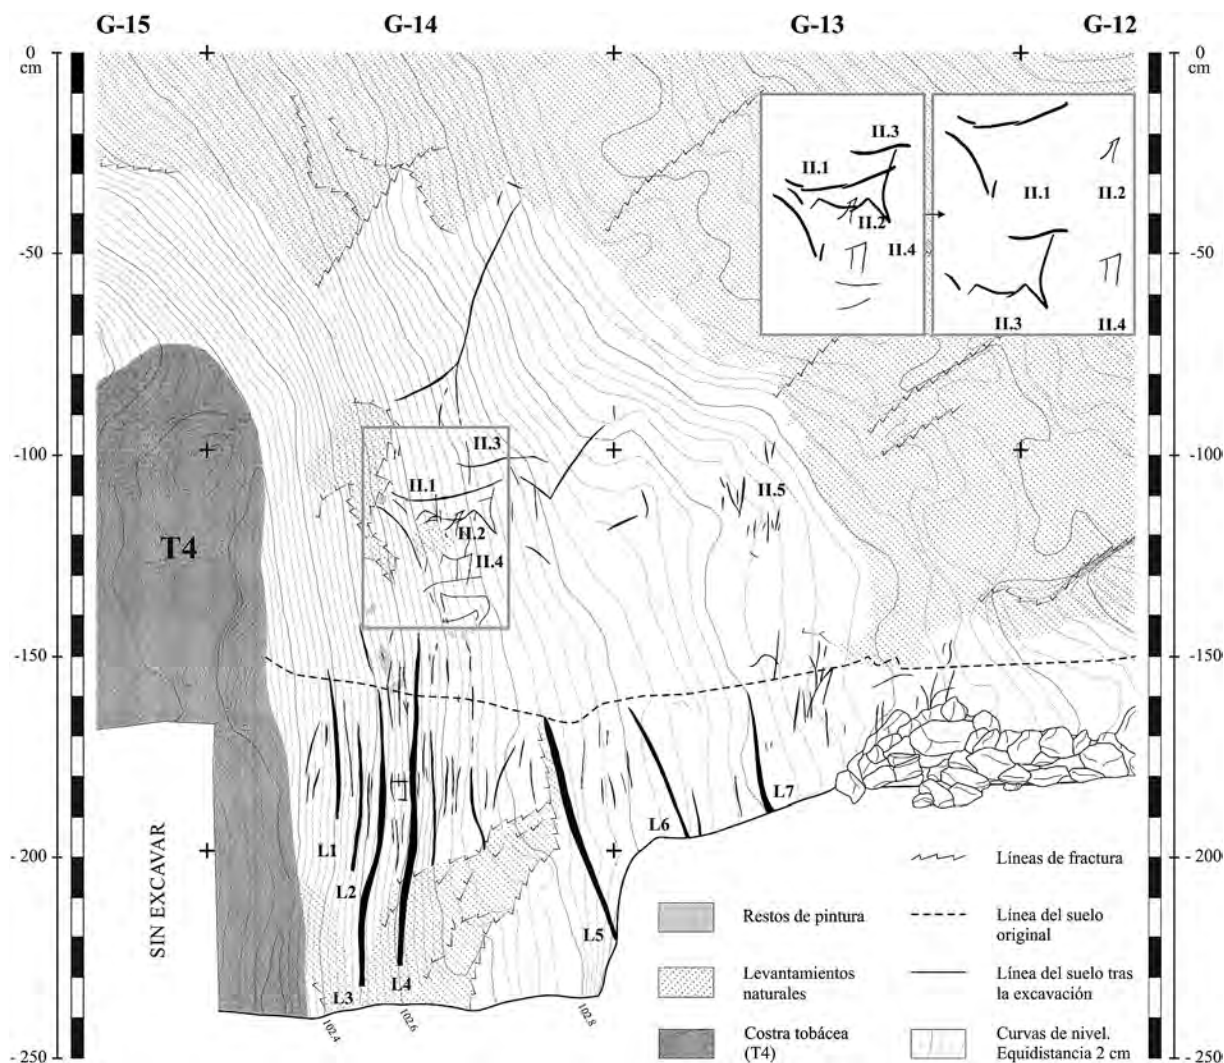 G-15 G-14 G-13 G-12
0 0
cm cm
II.3
II.1
II.2
II.4
II.1 II.2
II.3 II.4
-50 -50
-100 -1000
II.3
II.1
II.2
II.4
II.5
T4
-150 -1500
L1
L2
L3
L4
L5
L6
L7
SIN EXCAVAR
-200 -2000
102.4
102.6
102.8
Restos de pintura
Levantamientos
naturales
Costra tobácea
(T4)
Líneas de fractura
Línea del suelo
original
Línea del suelo tras
la excavación
Curvas de nivel.
Equidistancia 2 cm
-250 -250